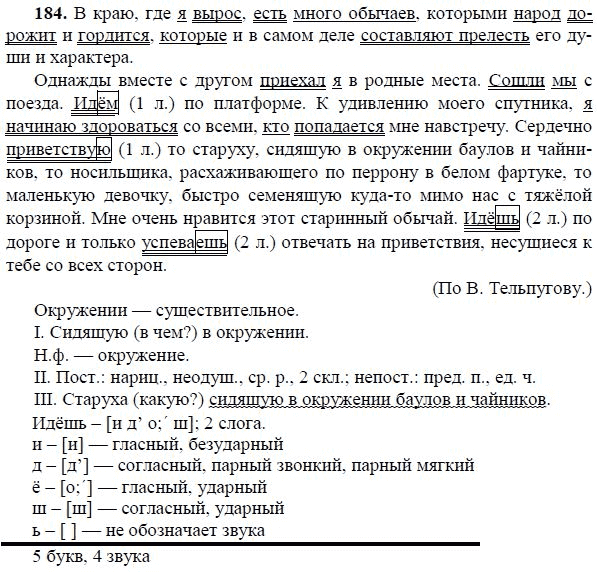 184. В краю, где я вырос, есть много обычаев, которыми народ до-
рожит и гордится, которые и в самом деле составляют прелесть его ду-
ши и характера.
Однажды вместе с другом приехал я в родные места. Сошли мы с
поезда. Идём (1 л.) по платформе. К удивлению моего спутника, я
начинаю здороваться со всеми, кто попадается мне навстречу. Сердечно
приветствую (1 л.) то старуху, сидящую в окружении баулов и чайни-
ков, то носильщика, расхаживающего по перрону в белом фартуке, то
маленькую девочку, быстро семенящую куда-то мимо нас с тяжёлой
корзиной. Мне очень нравится этот старинный обычай. Идёшь (2 л.) по
дороге и только успеваешь (2 л.) отвечать на приветствия, несущиеся к
тебе со всех сторон.
(По В. Тельпугову.)
Окружении — существительное.
I. Сидящую (в чем?) в окружении.
Н.ф. — окружение.
II. Пост.: нариц., неодуш., ср. р., 2 скл.; непост.: пред. п., ед. ч.
III. Старуха (какую?) сидящую в окружении баулов и чайников.
Идёшь – [и д’ о;´ ш]; 2 слога.
и – [и] — гласный, безударный
д – [д’] — согласный, парный звонкий, парный мягкий
ё – [о;´] — гласный, ударный
ш – [ш] — согласный, ударный
ь – [ ] — не обозначает звука
5 букв, 4 звука